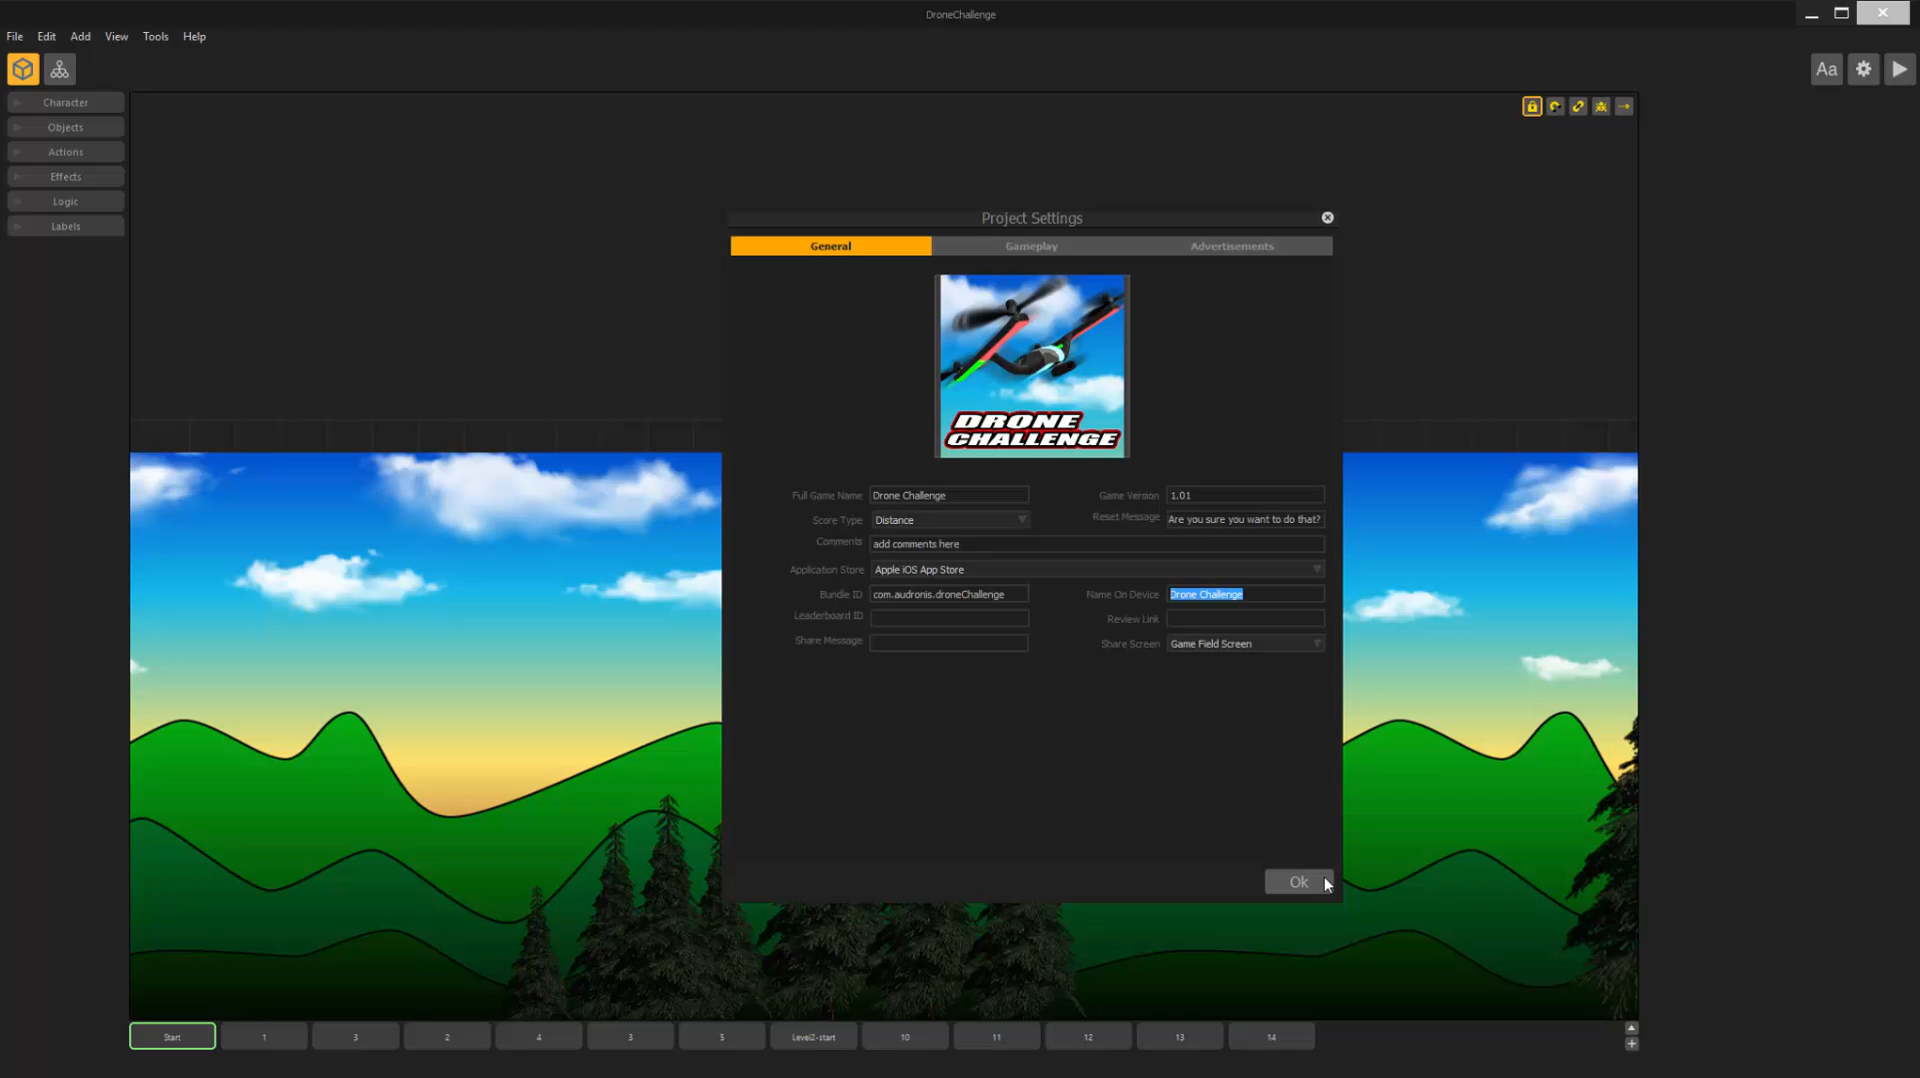 DroneChallenge
File Edit Add View Tools Help
Aa
Character
Objects
Actions
Effects
Logic
Labels
Project Settings
General Gameplay Advertisements
DRONE
CHALLENGE
Full Game Name Drone Challenge Game Version 1.01
Score Type Distance Reset Message Are you sure you want to do that?
Comments add comments here
Application Store Apple iOS App Store
Bundle ID com.audronis.droneChallenge Name On Device Drone Challenge
Leaderboard ID Review Link
Share Message Share Screen Game Field Screen
Ok
Start 1 3 2 4 3 5 Level2-start 10 11 12 13 14